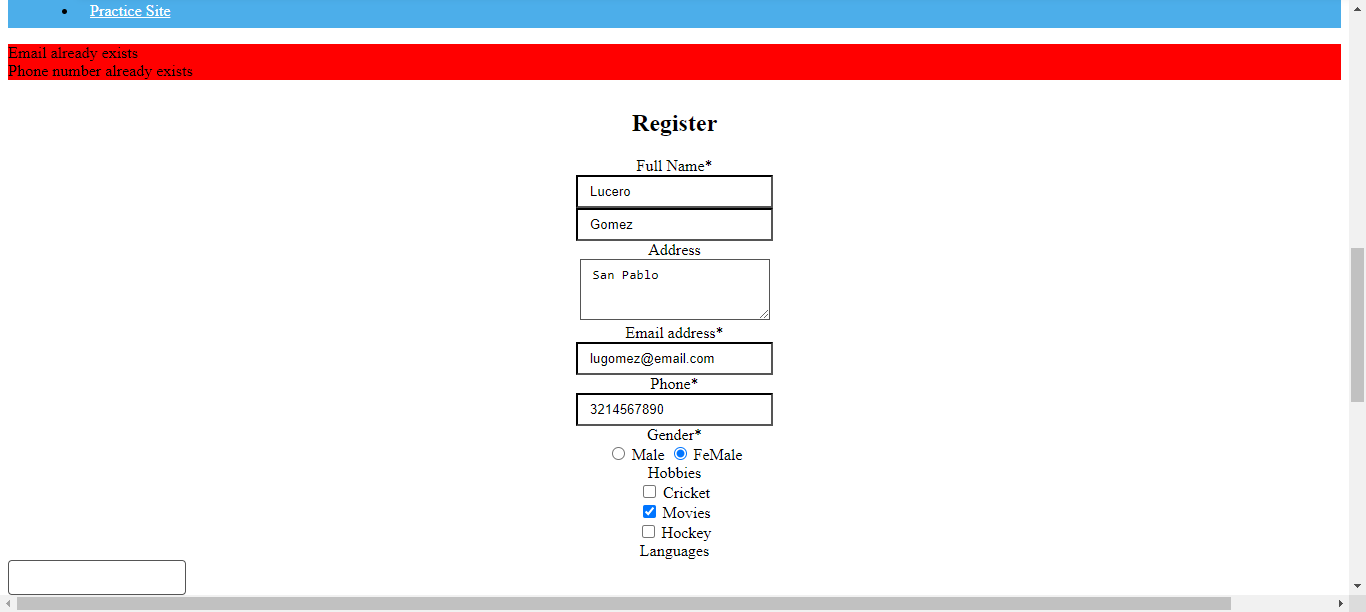 Practice Site
Email already exists
Phone number already exists
Register
Full Name*
Lucero
Gomez
Address
San Pablo
Email address*
lugomez@email.com
Phone*
3214567890
Gender*
Male FeMale
Hobbies
Cricket
Movies
Hockey
Languages